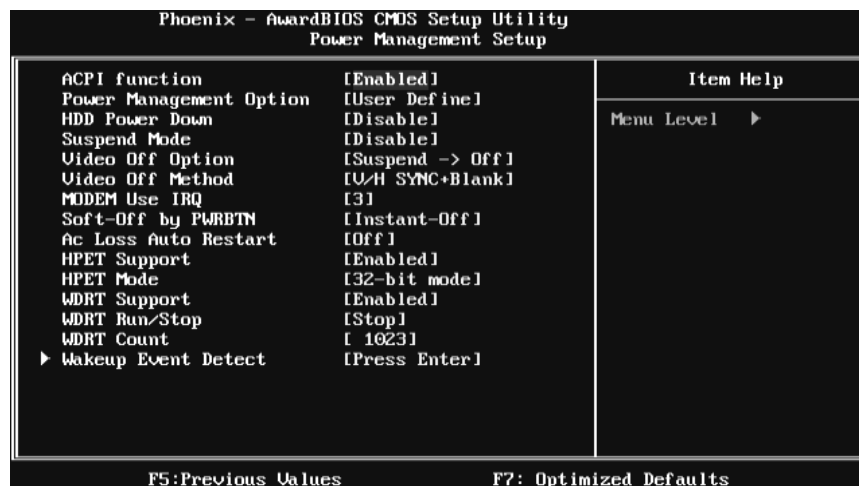 Phoenix - AwardBIOS CMOS Setup Utility
Power Management Setup
ACPI function [Enabled]
Power Management Option [User Define]
HDD Power Down [Disable]
Suspend Mode [Disable]
Video Off Option [Suspend -> Off]
Video Off Method [V/H SYNC+Blank]
MODEM Use IRQ [3]
Soft-Off by PWRBTN [Instant-Off]
Ac Loss Auto Restart [Off]
HPET Support [Enabled]
HPET Mode [32-bit mode]
WDRT Support [Enabled]
WDRT Run/Stop [Stop]
WDRT Count [ 1023]
Wakeup Event Detect [Press Enter]
Item Help
Menu Level
F5:Previous Values F7: Optimized Defaults